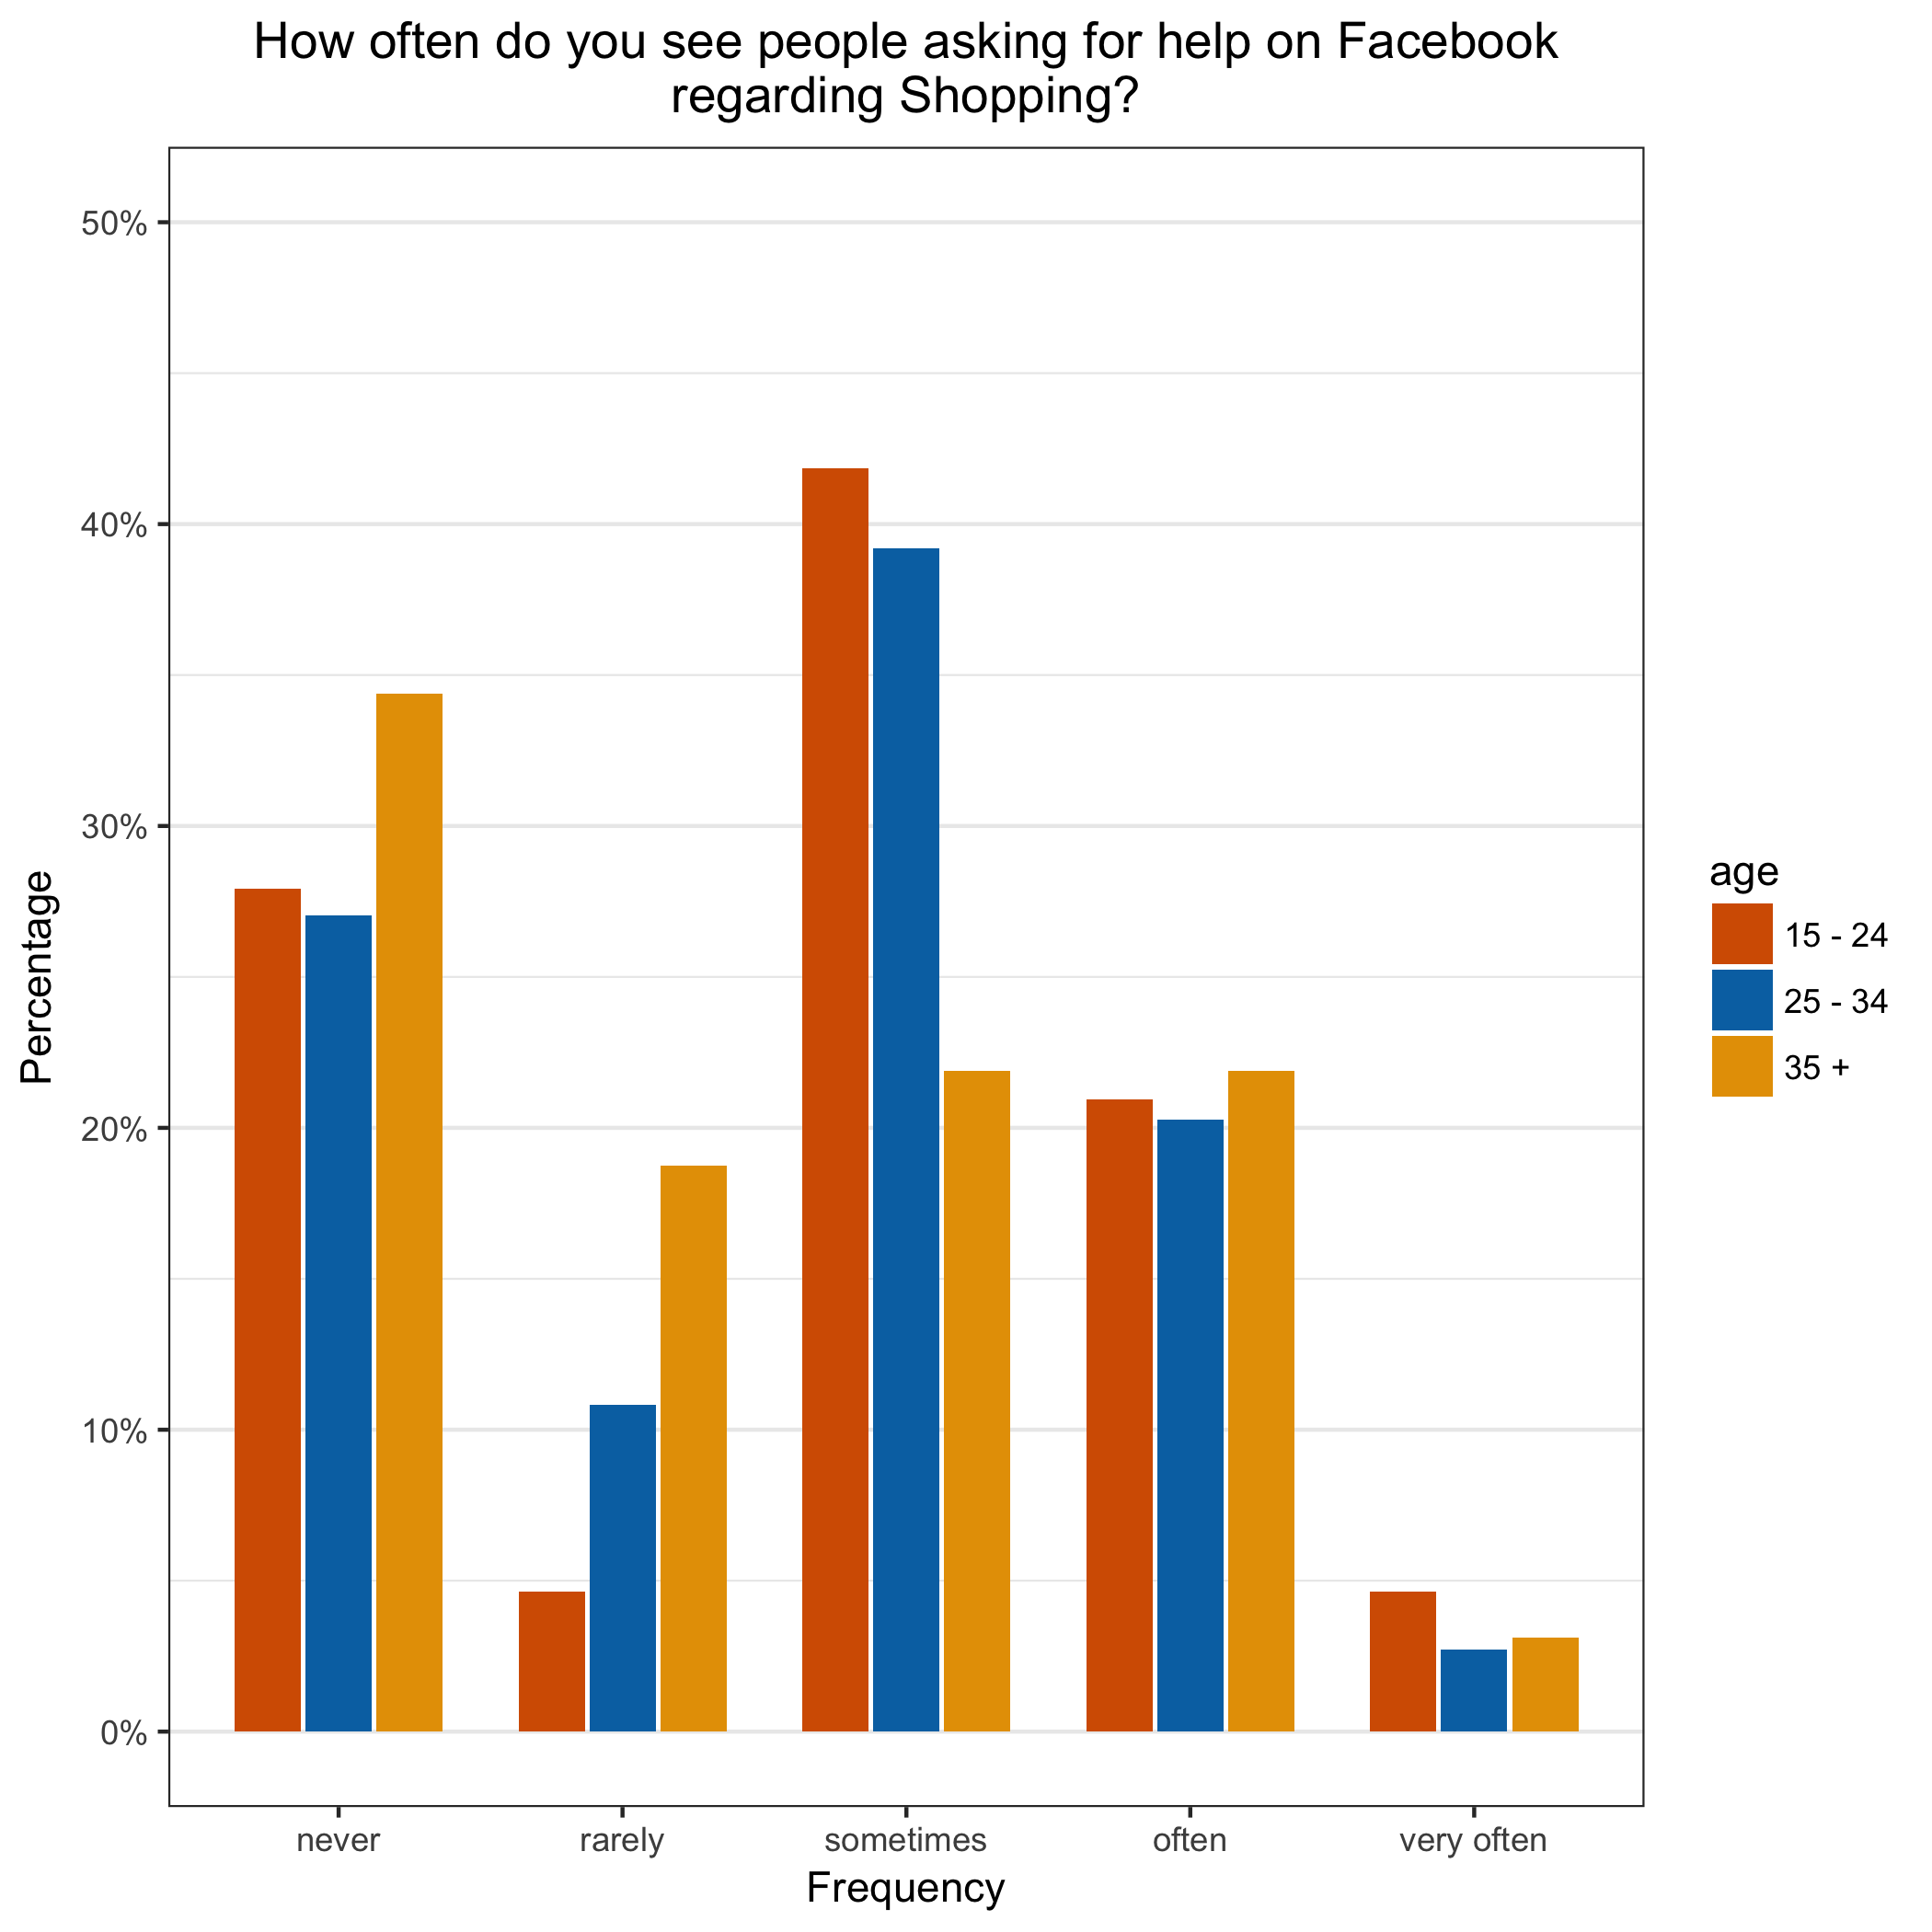 How often do you see people asking for help on Facebook
regarding Shopping?
50%
40%
30%
20%
10%
0%
Percentage
never
rarely
sometimes
often
very often
Frequency
age
15 - 24
25 - 34
35 +